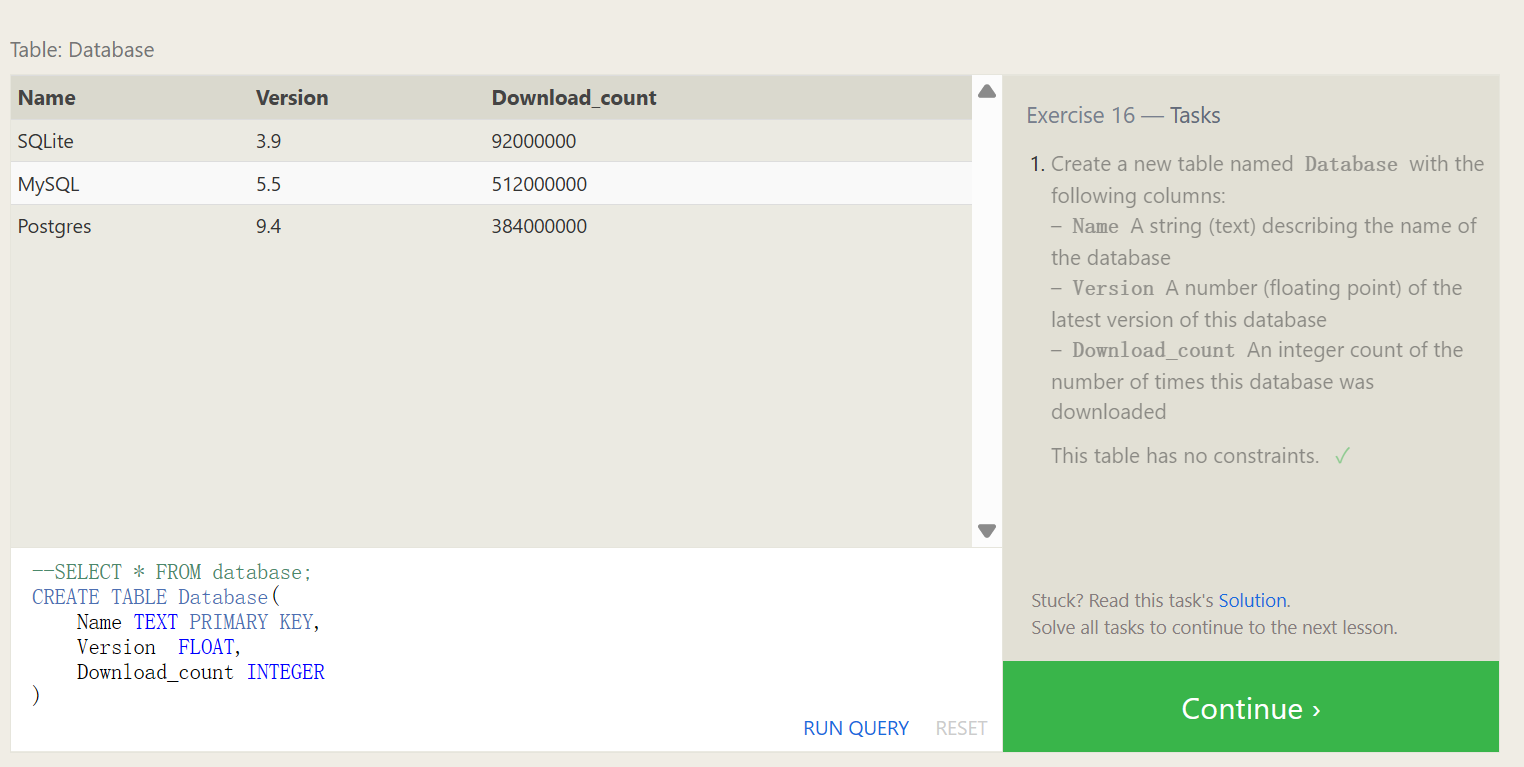 Table: Database
Name Version Download_count
SQLite 3.9 92000000
MySQL 5.5 512000000
Postgres 9.4 384000000
--SELECT * FROM database;
CREATE TABLE Database(
    Name TEXT PRIMARY KEY,
    Version  FLOAT,
    Download_count INTEGER
)
RUN QUERY RESET
Exercise 16 — Tasks
1. Create a new table named Database with the
following columns:
– Name A string (text) describing the name of
the database
– Version A number (floating point) of the
latest version of this database
– Download_count An integer count of the
number of times this database was
downloaded
This table has no constraints. ✓
Stuck? Read this task's Solution.
Solve all tasks to continue to the next lesson.
Continue ›